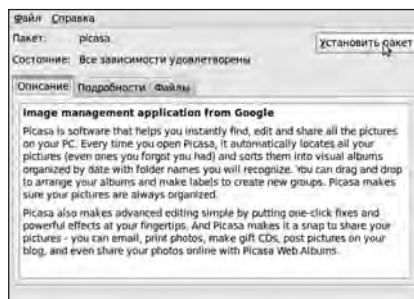 Файл Справка
Пакет: picasa
Установить пакет
Состояние: Все зависимости удовлетворены
Описание Подробности Файлы
Image management application from Google
Picasa is software that helps you instantly find, edit and share all the pictures
on your PC. Every time you open Picasa, it automatically locates all your
pictures (even ones you forgot you had) and sorts them into visual albums
organized by date with folder names you will recognize. You can drag and drop
to arrange your albums and make labels to create new groups. Picasa makes
sure your pictures are always organized.
Picasa also makes advanced editing simple by putting one-click fixes and
powerful effects at your fingertips. And Picasa makes it a snap to share your
pictures - you can email, print photos, make gift CDs, post pictures on your
blog, and even share your photos online with Picasa Web Albums.